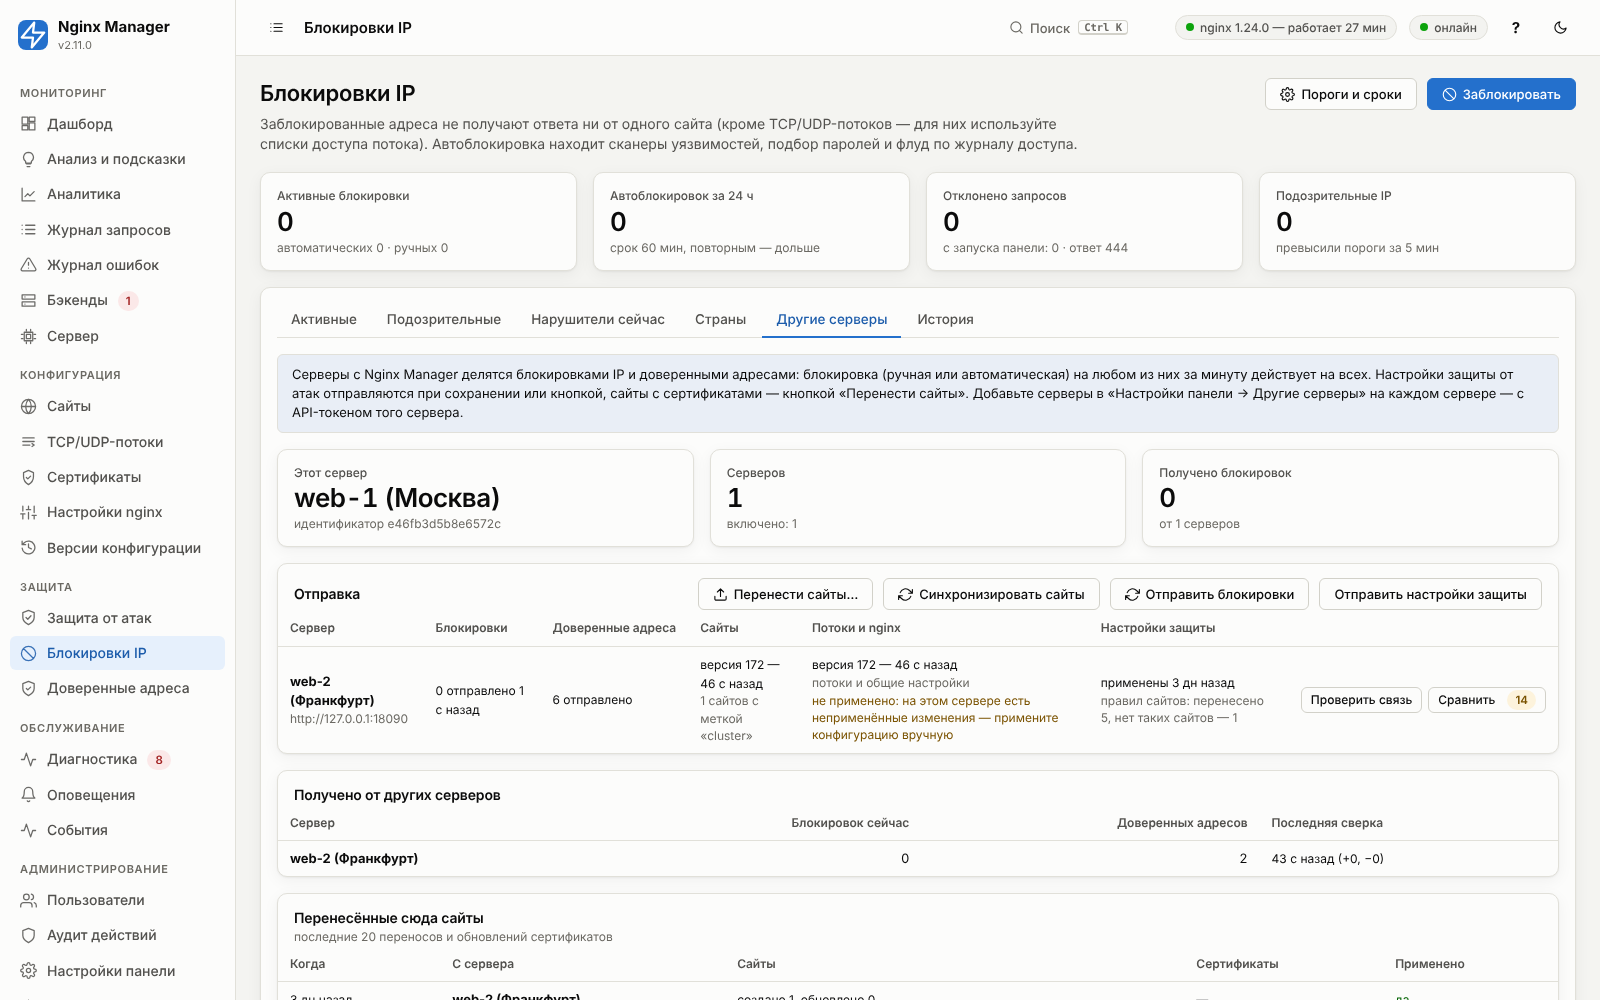 Nginx Manager
v2.11.0
МОНИТОРИНГ
Дашборд
Анализ и подсказки
Аналитика
Журнал запросов
Журнал ошибок
Бэкенды 1
Сервер
КОНФИГУРАЦИЯ
Сайты
TCP/UDP-потоки
Сертификаты
Настройки nginx
Версии конфигурации
ЗАЩИТА
Защита от атак
Блокировки IP
Доверенные адреса
ОБСЛУЖИВАНИЕ
Диагностика 8
Оповещения
События
АДМИНИСТРИРОВАНИЕ
Пользователи
Аудит действий
Настройки панели
Блокировки IP
Поиск Ctrl K
nginx 1.24.0 — работает 27 мин
онлайн
?
Блокировки IP
Пороги и сроки
Заблокировать
Заблокированные адреса не получают ответа ни от одного сайта (кроме TCP/UDP-потоков — для них используйте
списки доступа потока). Автоблокировка находит сканеры уязвимостей, подбор паролей и флуд по журналу доступа.
Активные блокировки
0
автоматических 0 · ручных 0
Автоблокировок за 24 ч
0
срок 60 мин, повторным — дольше
Отклонено запросов
0
с запуска панели: 0 · ответ 444
Подозрительные IP
0
превысили пороги за 5 мин
Активные Подозрительные Нарушители сейчас Страны Другие серверы История
Серверы с Nginx Manager делятся блокировками IP и доверенными адресами: блокировка (ручная или автоматическая) на любом из них за минуту действует на всех. Настройки защиты от
атак отправляются при сохранении или кнопкой, сайты с сертификатами — кнопкой «Перенести сайты». Добавьте серверы в «Настройки панели → Другие серверы» на каждом сервере — с
API-токеном того сервера.
Этот сервер
web-1 (Москва)
идентификатор e46fb3d5b8e6572c
Серверов
1
включено: 1
Получено блокировок
0
от 1 серверов
Отправка
Перенести сайты...
Синхронизировать сайты
Отправить блокировки
Отправить настройки защиты
Сервер Блокировки Доверенные адреса Сайты Потоки и nginx Настройки защиты
web-2
(Франкфурт)
http://127.0.0.1:18090
0 отправлено 1
с назад
6 отправлено
версия 172 —
46 с назад
1 сайтов с
меткой
«cluster»
версия 172 — 46 с назад
потоки и общие настройки
не применено: на этом сервере есть
неприменённые изменения — примените
конфигурацию вручную
применены 3 дн назад
правил сайтов: перенесено
5, нет таких сайтов — 1
Проверить связь
Сравнить 14
Получено от других серверов
Сервер Блокировок сейчас Доверенных адресов Последняя сверка
web-2 (Франкфурт) 0 2 43 с назад (+0, −0)
Перенесённые сюда сайты
последние 20 переносов и обновлений сертификатов
Когда С сервера Сайты Сертификаты Применено
3 дн назад web-2 (Франкфурт) создано 1, обновлено 0 — да